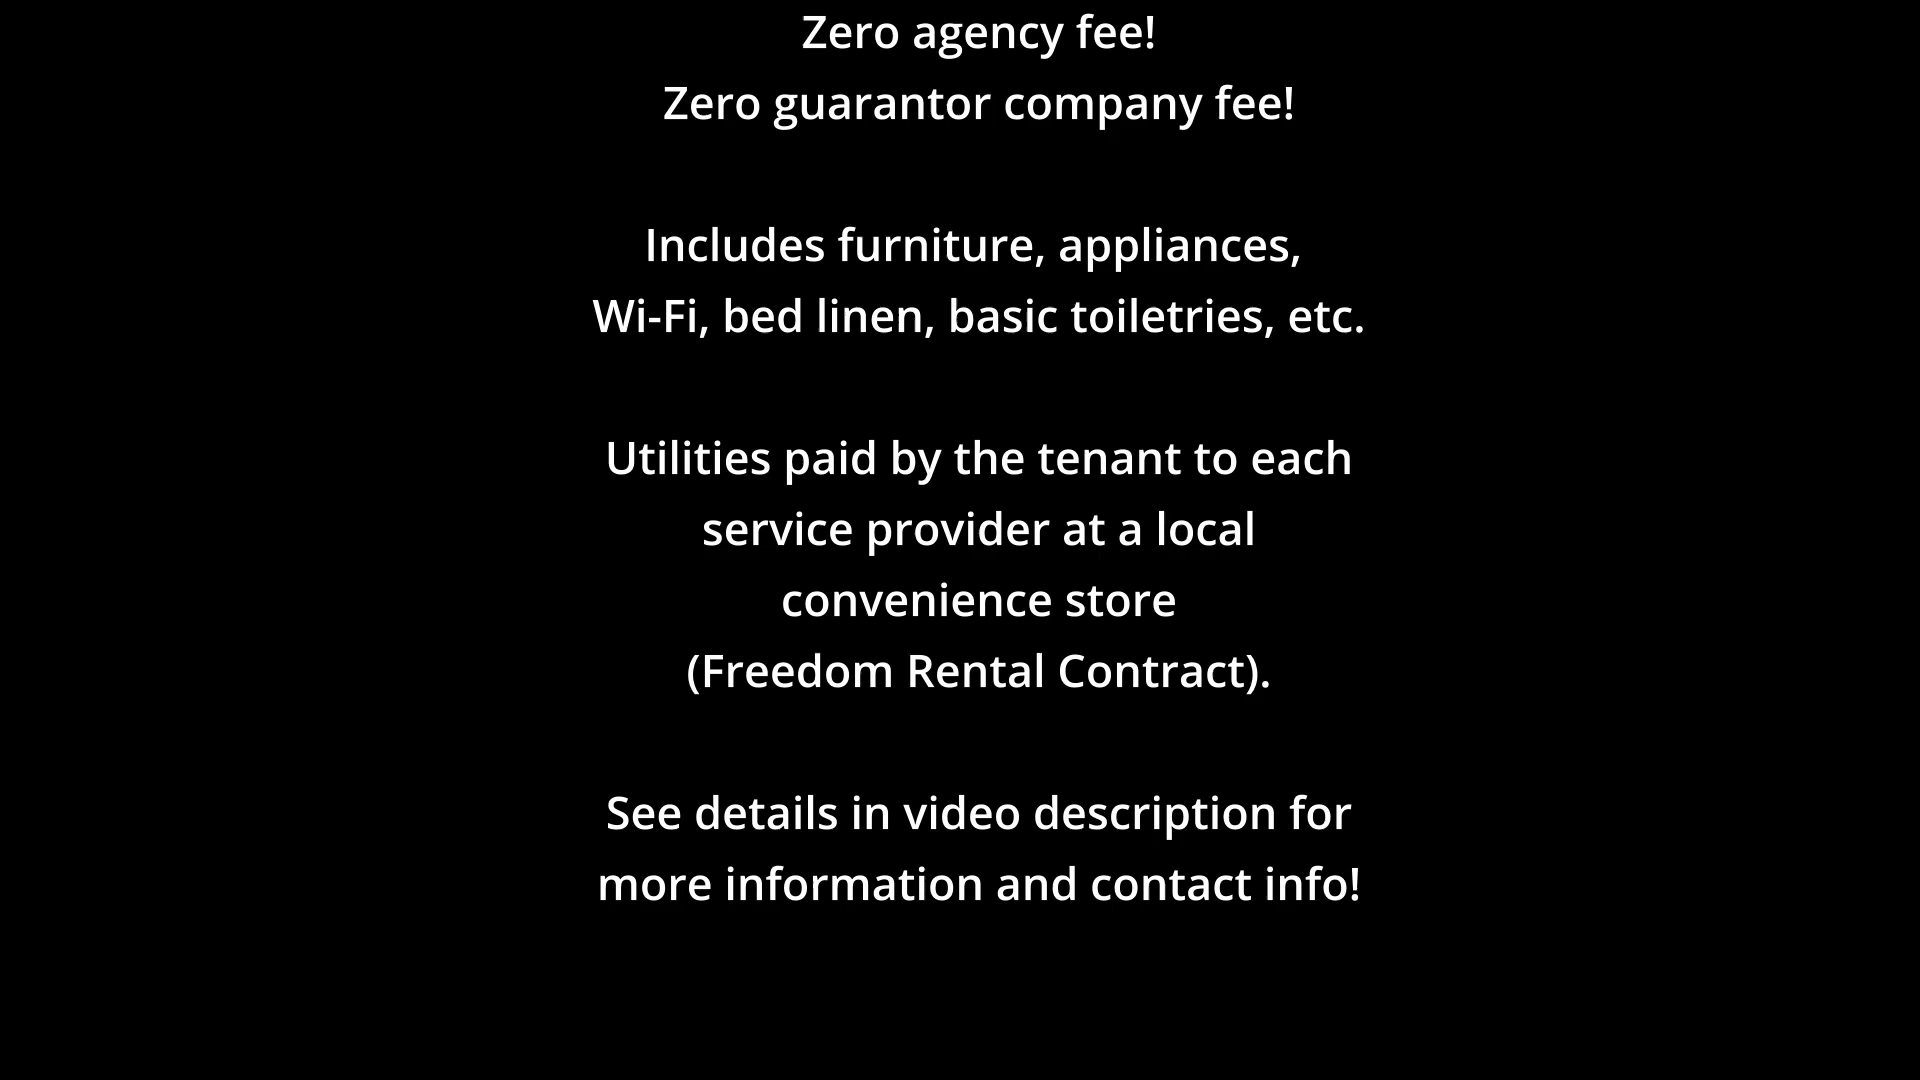 Zero agency fee!
Zero guarantor company fee!
Includes furniture, appliances,
Wi-Fi, bed linen, basic toiletries, etc.
Utilities paid by the tenant to each
service provider at a local
convenience store
(Freedom Rental Contract).
See details in video description for
more information and contact info!